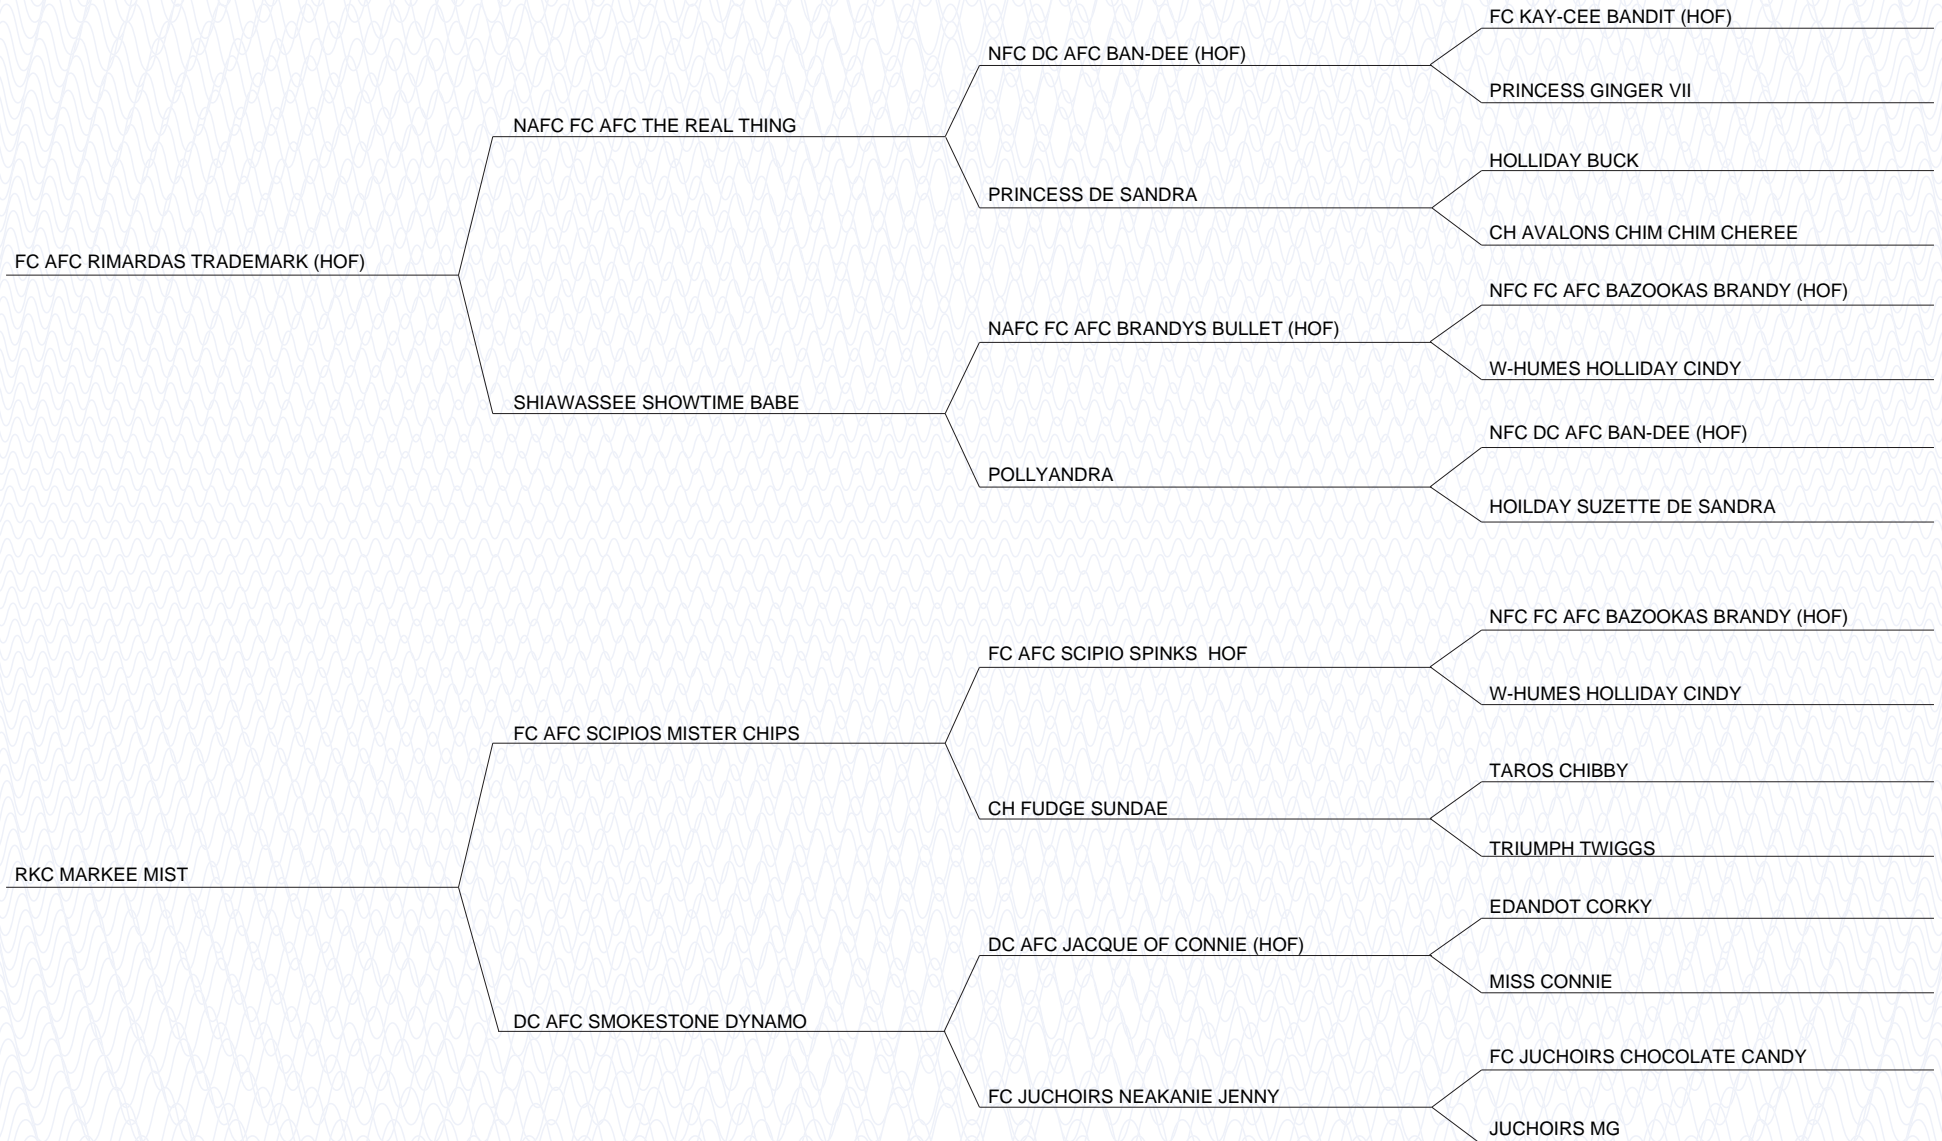 FC KAY-CEE BANDIT (HOF)
NFC DC AFC BAN-DEE (HOF)
PRINCESS GINGER VII
NAFC FC AFC THE REAL THING
HOLLIDAY BUCK
PRINCESS DE SANDRA
CH AVALONS CHIM CHIM CHEREE
FC AFC RIMARDAS TRADEMARK (HOF)
NFC FC AFC BAZOOKAS BRANDY (HOF)
NAFC FC AFC BRANDYS BULLET (HOF)
W-HUMES HOLLIDAY CINDY
SHIAWASSEE SHOWTIME BABE
NFC DC AFC BAN-DEE (HOF)
POLLYANDRA
HOILDAY SUZETTE DE SANDRA
NFC FC AFC BAZOOKAS BRANDY (HOF)
FC AFC SCIPIO SPINKS  HOF
W-HUMES HOLLIDAY CINDY
FC AFC SCIPIOS MISTER CHIPS
TAROS CHIBBY
CH FUDGE SUNDAE
TRIUMPH TWIGGS
RKC MARKEE MIST
EDANDOT CORKY
DC AFC JACQUE OF CONNIE (HOF)
MISS CONNIE
DC AFC SMOKESTONE DYNAMO
FC JUCHOIRS CHOCOLATE CANDY
FC JUCHOIRS NEAKANIE JENNY
JUCHOIRS MG